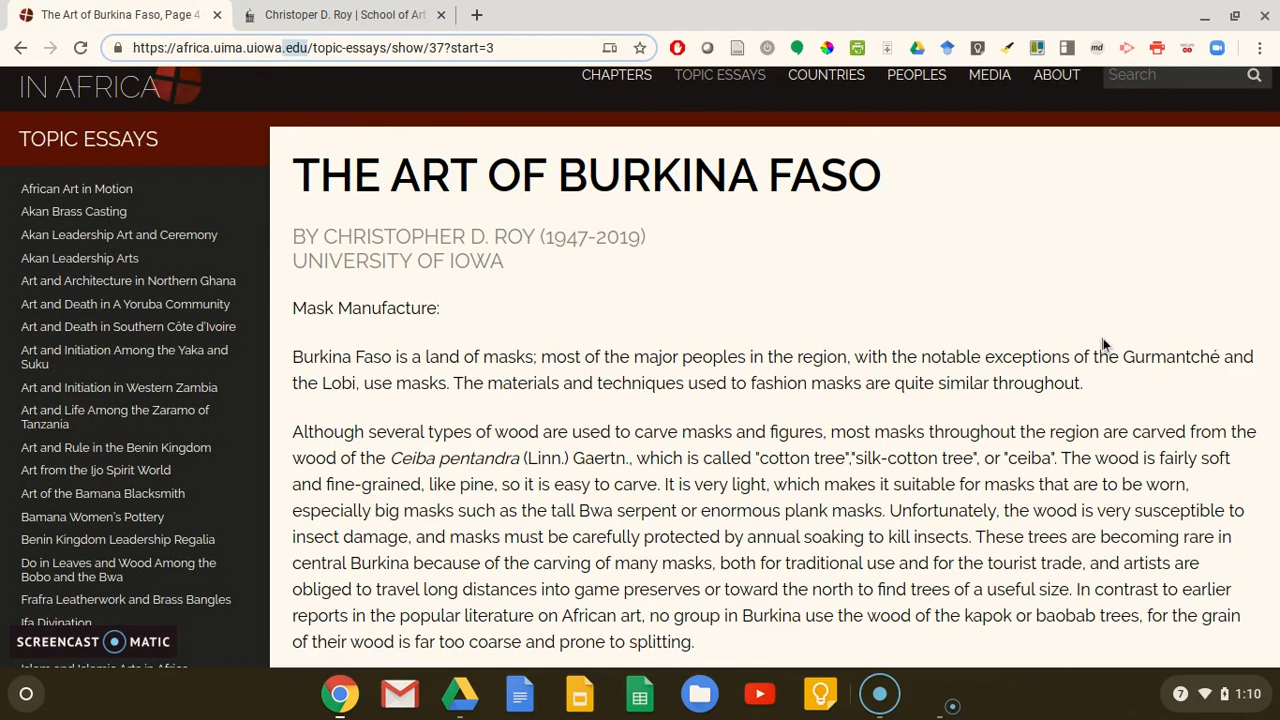 The Art of Burkina Faso, Page 4
Christoper D. Roy | School of Art
https://africa.uima.uiowa.edu/topic-essays/show/37?start=3
IN AFRICA
CHAPTERS
TOPIC ESSAYS
COUNTRIES
PEOPLES
MEDIA
ABOUT
Search
TOPIC ESSAYS
African Art in Motion
Akan Brass Casting
Akan Leadership Art and Ceremony
Akan Leadership Arts
Art and Architecture in Northern Ghana
Art and Death in A Yoruba Community
Art and Death in Southern Côte d'Ivoire
Art and Initiation Among the Yaka and
Suku
Art and Initiation in Western Zambia
Art and Life Among the Zaramo of
Tanzania
Art and Rule in the Benin Kingdom
Art from the Ijo Spirit World
Art of the Bamana Blacksmith
Bamana Women's Pottery
Benin Kingdom Leadership Regalia
Do in Leaves and Wood Among the
Bobo and the Bwa
Frafra Leatherwork and Brass Bangles
Ifa Divination
Islam and Islamic Arts in Africa
SCREENCAST MATIC
THE ART OF BURKINA FASO
BY CHRISTOPHER D. ROY (1947-2019)
UNIVERSITY OF IOWA
Mask Manufacture:
Burkina Faso is a land of masks; most of the major peoples in the region, with the notable exceptions of the Gurmantché and
the Lobi, use masks. The materials and techniques used to fashion masks are quite similar throughout.
Although several types of wood are used to carve masks and figures, most masks throughout the region are carved from the
wood of the Ceiba pentandra (Linn.) Gaertn., which is called "cotton tree","silk-cotton tree", or "ceiba". The wood is fairly soft
and fine-grained, like pine, so it is easy to carve. It is very light, which makes it suitable for masks that are to be worn,
especially big masks such as the tall Bwa serpent or enormous plank masks. Unfortunately, the wood is very susceptible to
insect damage, and masks must be carefully protected by annual soaking to kill insects. These trees are becoming rare in
central Burkina because of the carving of many masks, both for traditional use and for the tourist trade, and artists are
obliged to travel long distances into game preserves or toward the north to find trees of a useful size. In contrast to earlier
reports in the popular literature on African art, no group in Burkina use the wood of the kapok or baobab trees, for the grain
of their wood is far too coarse and prone to splitting.
md
7
1:10